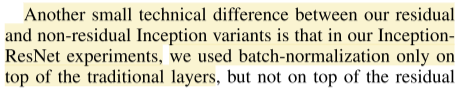 Another small technical difference between our residual
and non-residual Inception variants is that in our Inception-
ResNet experiments, we used batch-normalization only on
top of the traditional layers, but not on top of the residual